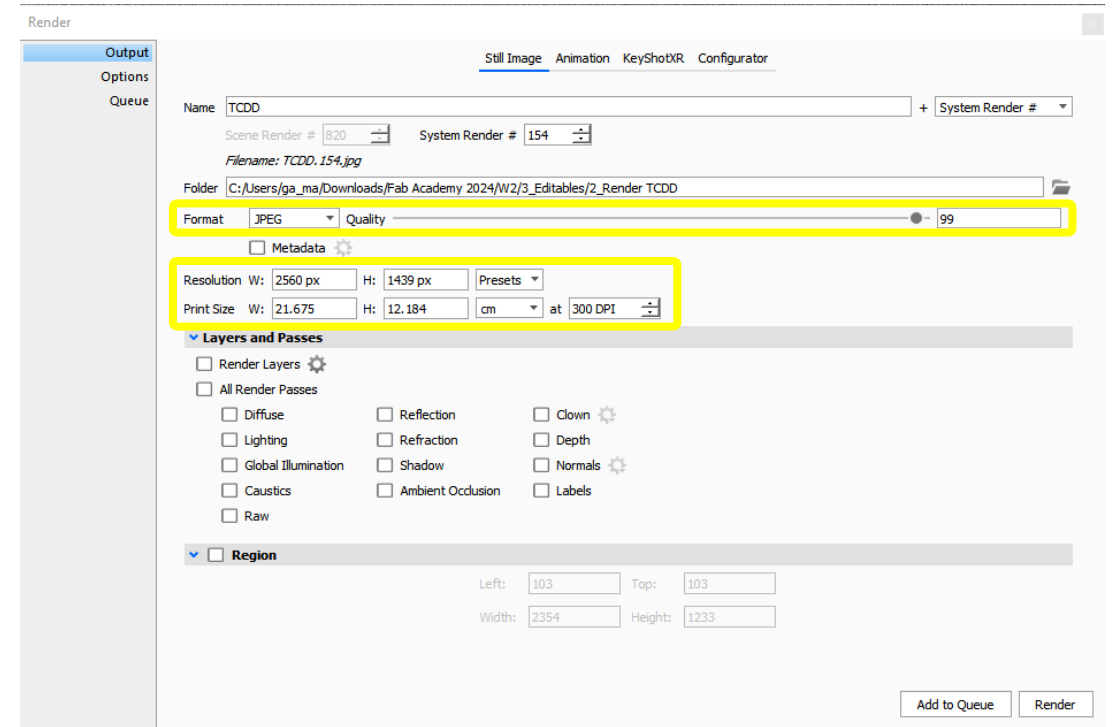 Render
Output
Options
Queue
Still Image Animation KeyShotXR Configurator
Name TCDD + System Render #
Scene Render # 820 System Render # 154
Filename: TCDD.154.jpg
Folder C:/Users/ga_ma/Downloads/Fab Academy 2024/W2/3_Editables/2_Render TCDD
Format JPEG Quality 99
Metadata
Resolution W: 2560 px H: 1439 px Presets
Print Size W: 21.675 H: 12.184 cm at 300 DPI
Layers and Passes
Render Layers
All Render Passes
Diffuse Reflection Clown
Lighting Refraction Depth
Global Illumination Shadow Normals
Caustics Ambient Occlusion Labels
Raw
Region
Left: 103 Top: 103
Width: 2354 Height: 1233
Add to Queue Render